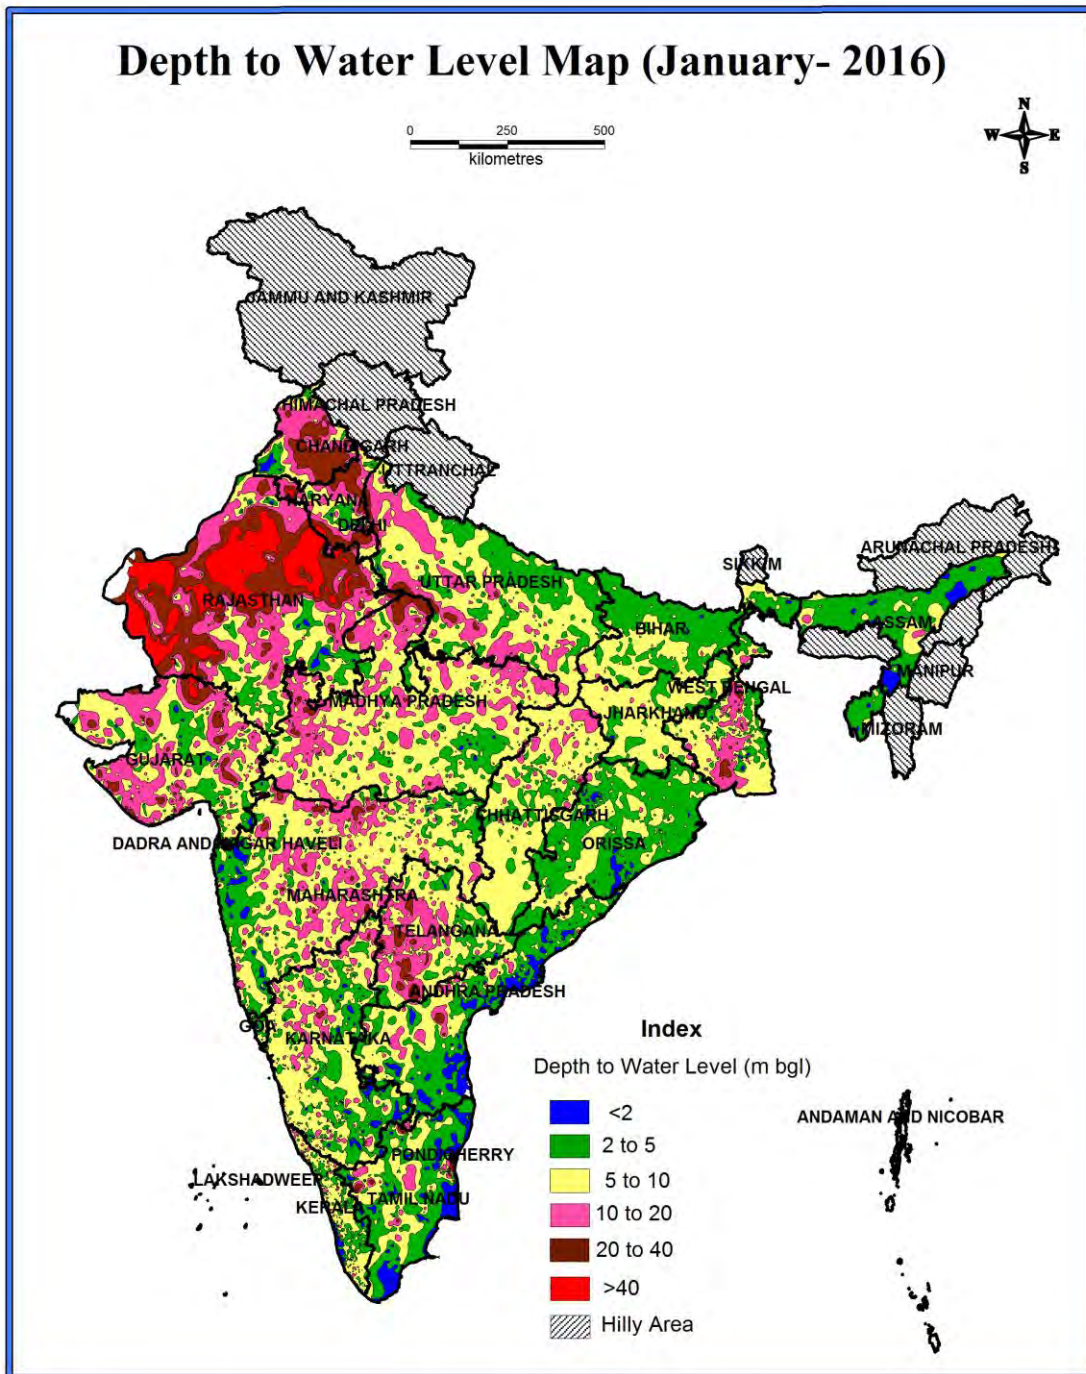 Depth to Water Level Map (January- 2016)
N
W E
S
0 250 500
kilometres
JAMMU AND KASHMIR
HIMACHAL PRADESH
CHANDIGARH
UTTRANCHAL
HARYANA
DELHI
ARUNACHAL PRADESH
SIKKIM
UTTAR PRADESH
RAJASTHAN
BIHAR
ASSAM
MANIPUR
WEST BENGAL
MADHYA PRADESH
JHARKHAND
MIZORAM
GUJARAT
CHHATTISGARH
DADRA AND NAGAR HAVELI
ORISSA
MAHARASHTRA
TELANGANA
ANDHRA PRADESH
GOA
KARNATAKA
Index
Depth to Water Level (m bgl)
<2
2 to 5
5 to 10
10 to 20
20 to 40
>40
Hilly Area
ANDAMAN AND NICOBAR
PONDICHERRY
LAKSHADWEEP
TAMIL NADU
KERALA